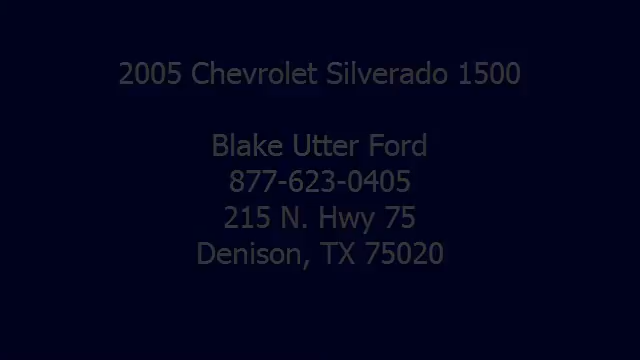 2005 Chevrolet Silverado 1500
Blake Utter Ford
877-623-0405
215 N. Hwy 75
Denison, TX 75020